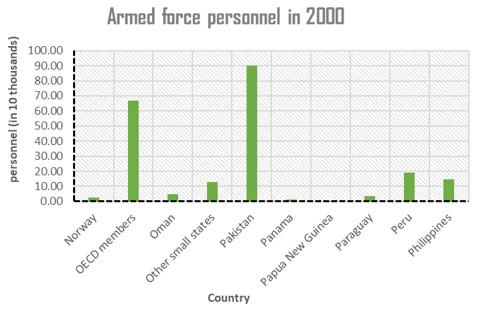 Armed force personnel in 2000
personnel (in 10 thousands)
100.00
90.00
80.00
70.00
60.00
50.00
40.00
30.00
20.00
10.00
0.00
Norway
OECD members
Oman
Other small states
Pakistan
Panama
Papua New Guinea
Paraguay
Peru
Philippines
Country